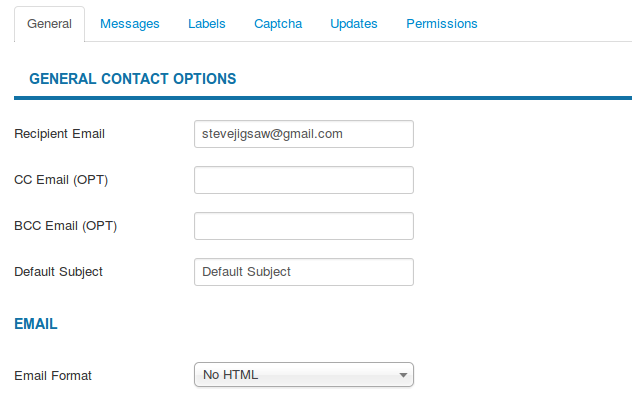 General Messages Labels Captcha Updates Permissions
GENERAL CONTACT OPTIONS
Recipient Email stevejigsaw@gmail.com
CC Email (OPT)
BCC Email (OPT)
Default Subject Default Subject
EMAIL
Email Format No HTML